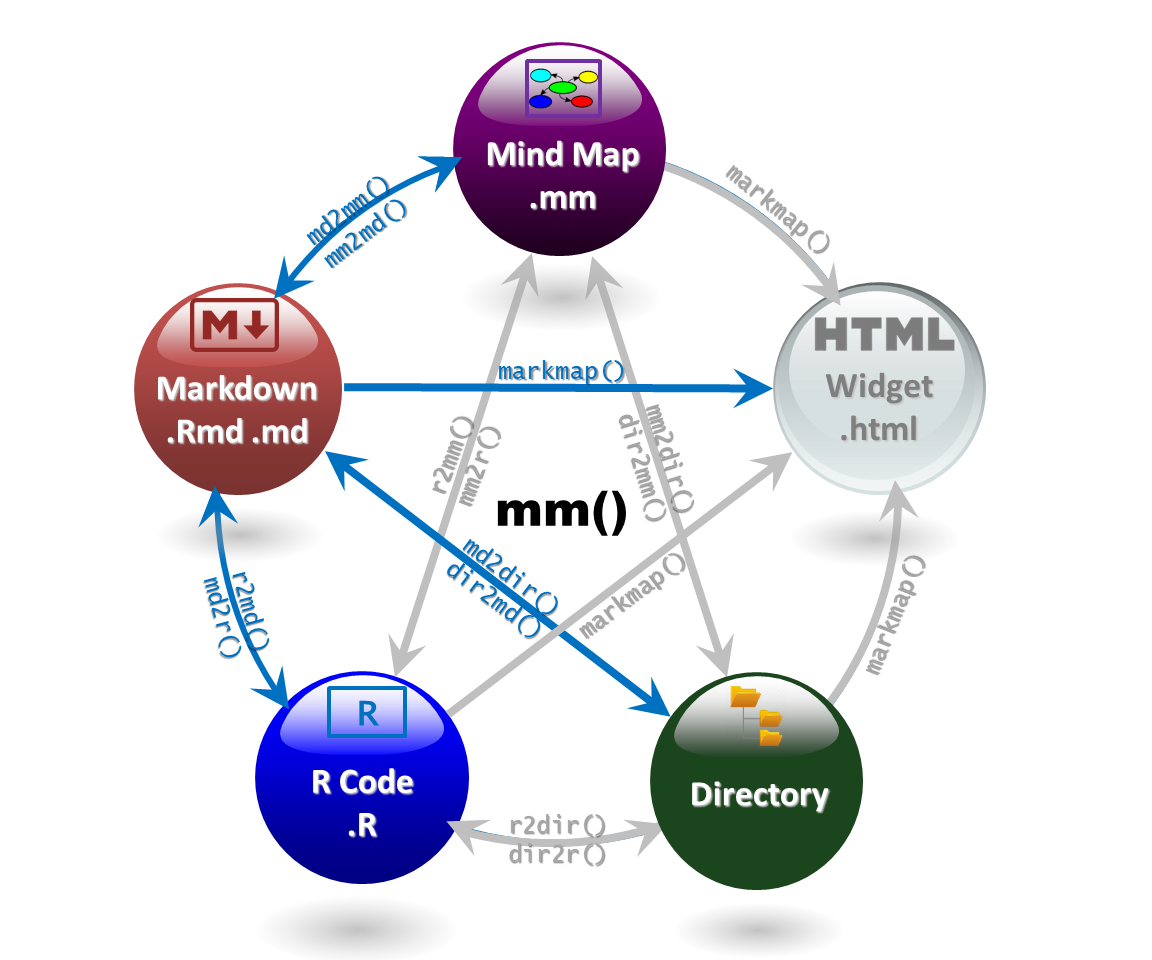 Mind Map
.mm
markmap()
md2mm()
mm2md()
M
HTML
Widget
.html
Markdown
.Rmd .md
markmap()
r2mm()
mm2r()
mm2dir()
dir2mm()
mm()
md2dir()
dir2md()
markmap()
markmap()
r2md()
md2r()
R
R Code
.R
Directory
r2dir()
dir2r()